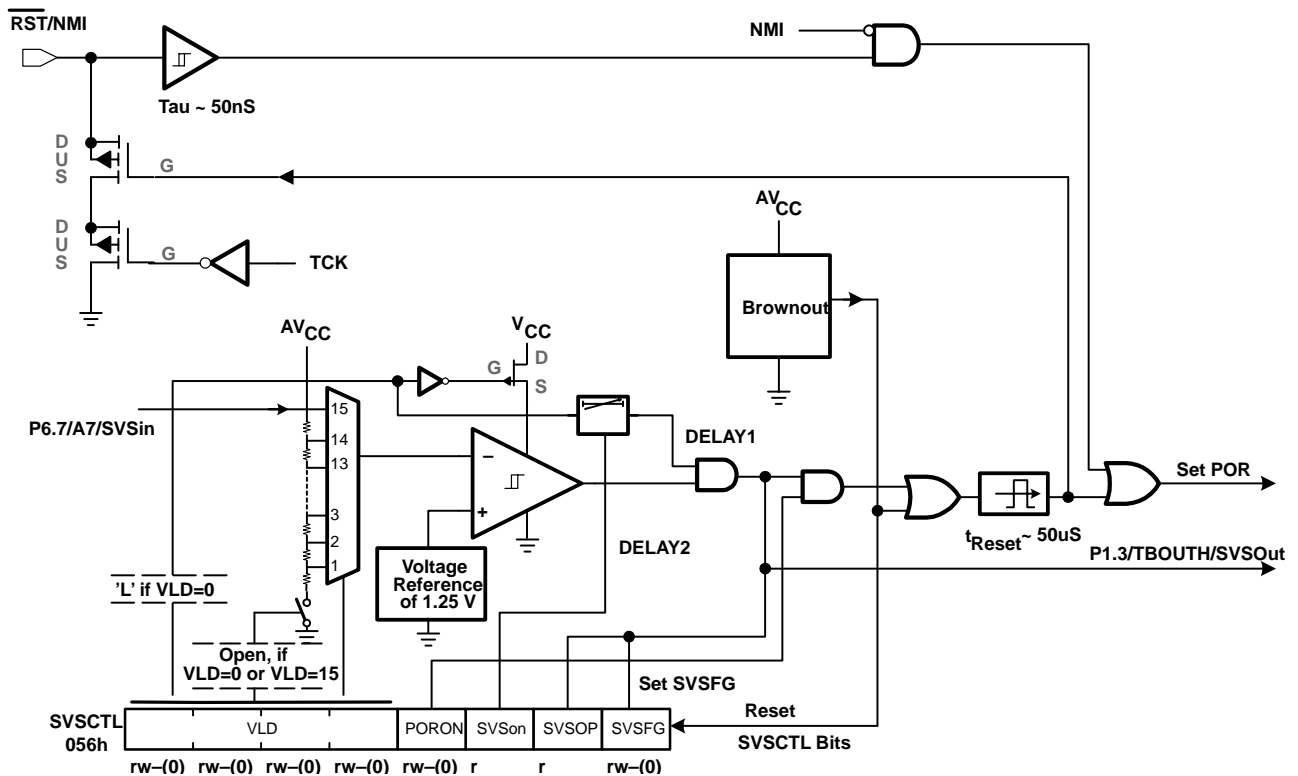 RST/NMI
NMI
Tau ~ 50nS
D
U
S
G
D
U
S
G
TCK
AVCC
Brownout
AVCC
VCC
D
G
S
P6.7/A7/SVSin
15
14
13
3
2
1
DELAY1
Set POR
tReset~ 50uS
DELAY2
P1.3/TBOUTH/SVSOut
Voltage
Reference
of 1.25 V
'L' if VLD=0
Open, if
VLD=0 or VLD=15
Set SVSFG
Reset
SVSCTL Bits
SVSCTL
056h
VLD
PORON
SVSon
SVSOP
SVSFG
rw–(0) rw–(0) rw–(0) rw–(0) rw–(0) r r rw–(0)